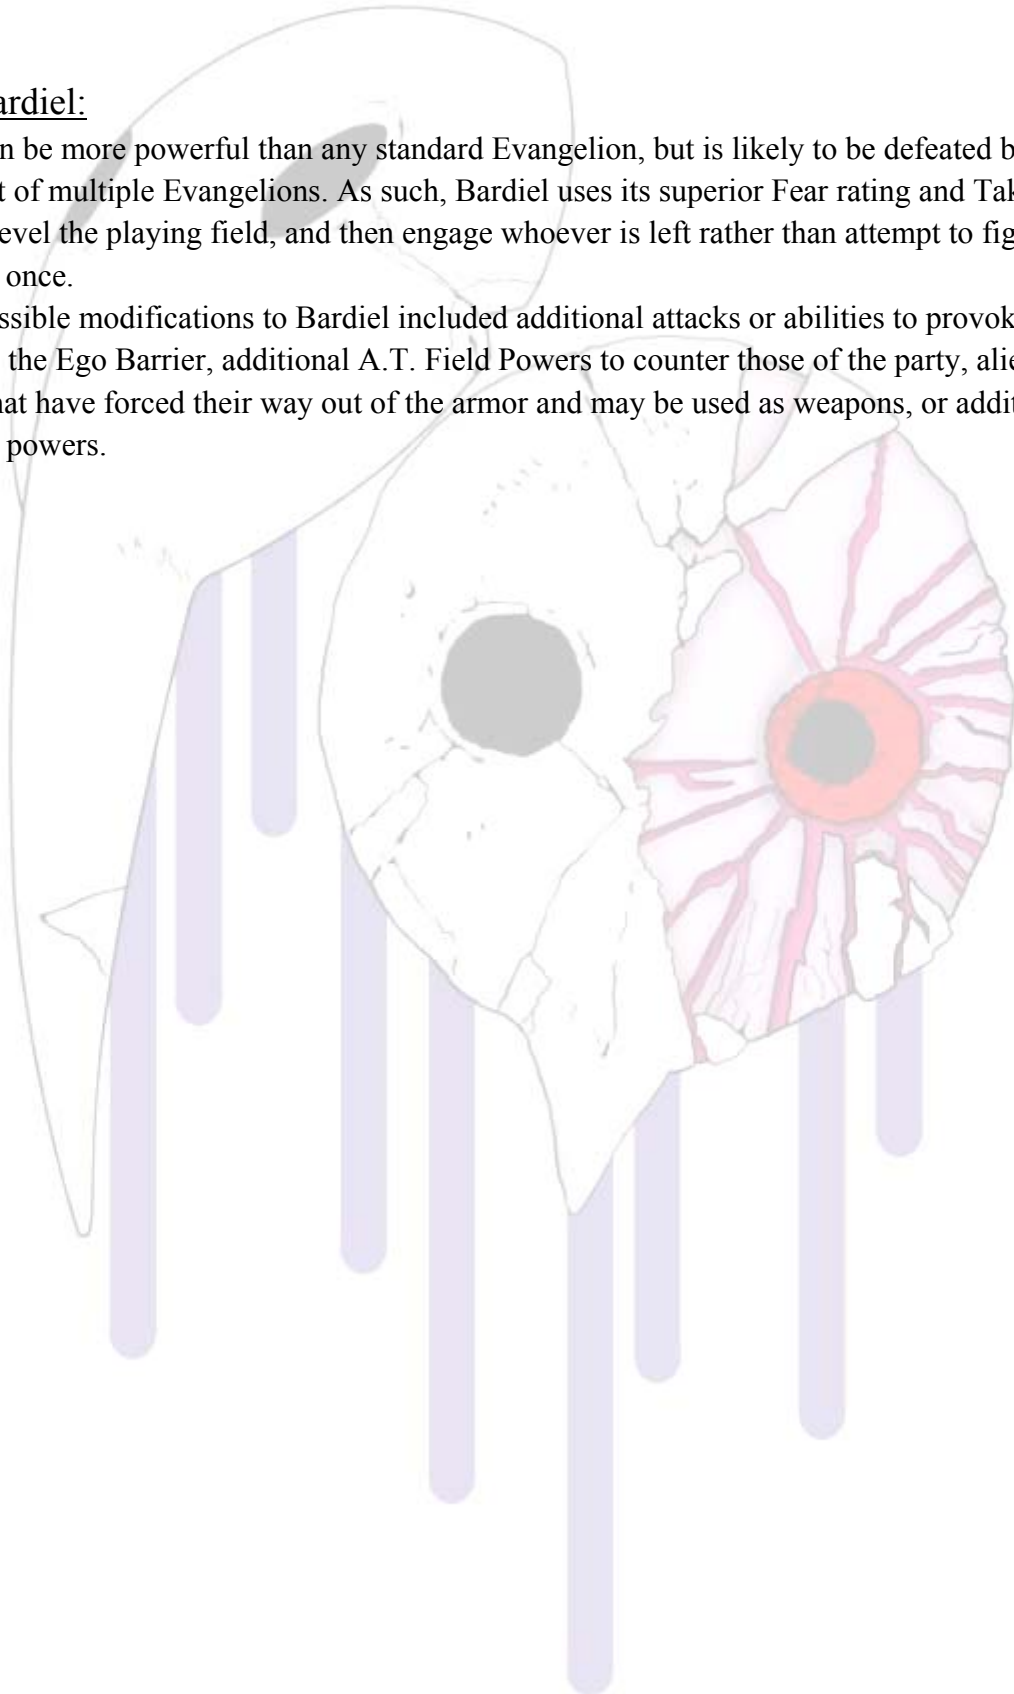 ardiel:
n be more powerful than any standard Evangelion, but is likely to be defeated b
t of multiple Evangelions. As such, Bardiel uses its superior Fear rating and Tak
evel the playing field, and then engage whoever is left rather than attempt to fig
once.
ssible modifications to Bardiel included additional attacks or abilities to provok
the Ego Barrier, additional A.T. Field Powers to counter those of the party, alie
hat have forced their way out of the armor and may be used as weapons, or addit
powers.